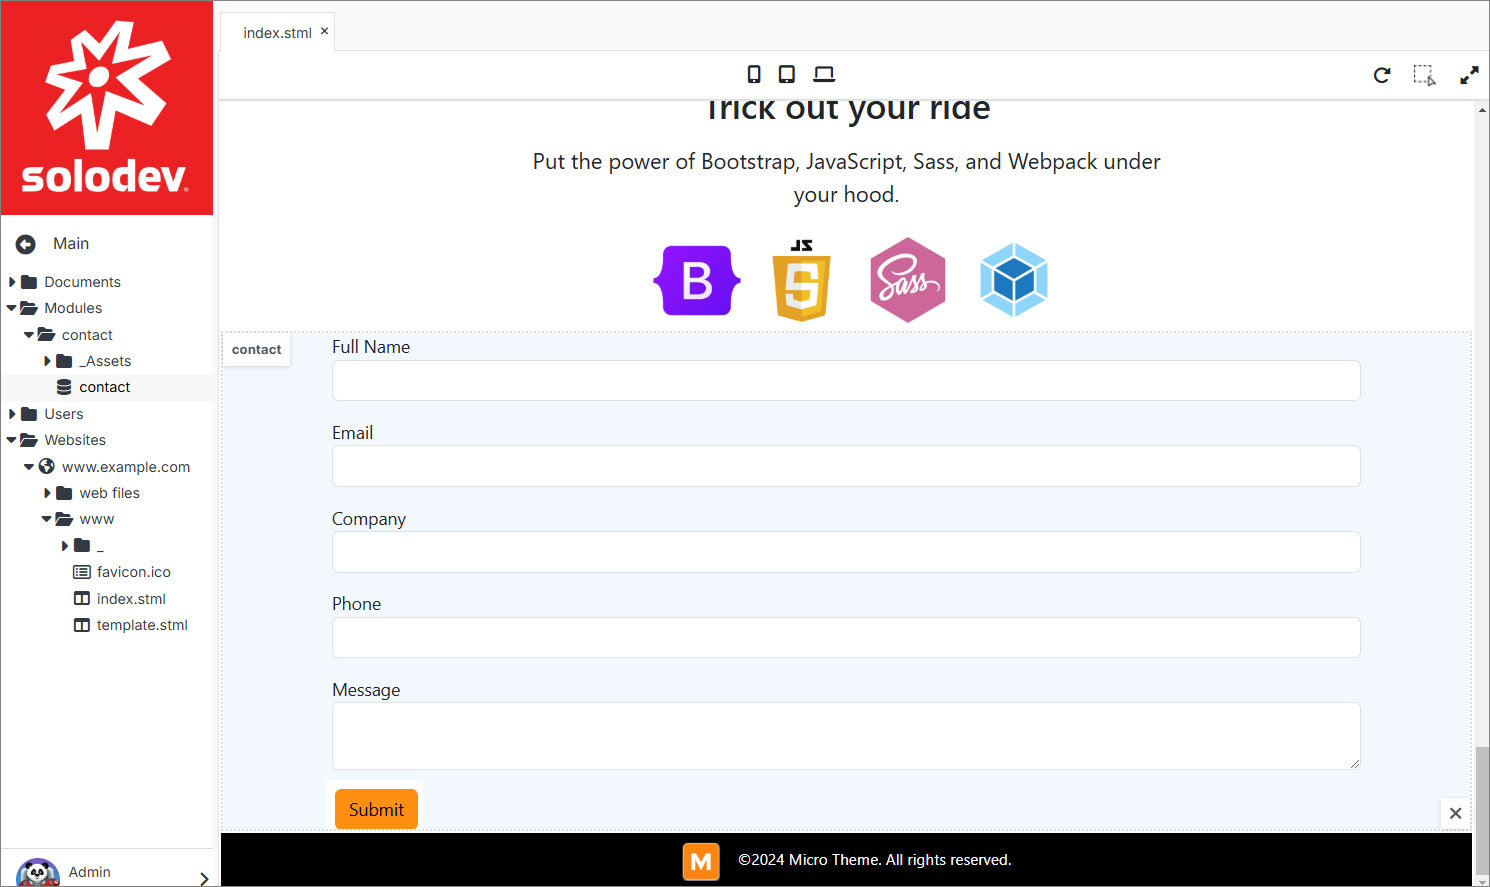 solodev
Main
Documents
Modules
contact
_Assets
contact
Users
Websites
www.example.com
web files
www
_
favicon.ico
index.stml
template.stml
Admin
index.stml
Trick out your ride
Put the power of Bootstrap, JavaScript, Sass, and Webpack under
your hood.
B
JS
5
Sass
contact
Full Name
Email
Company
Phone
Message
Submit
M
©2024 Micro Theme. All rights reserved.